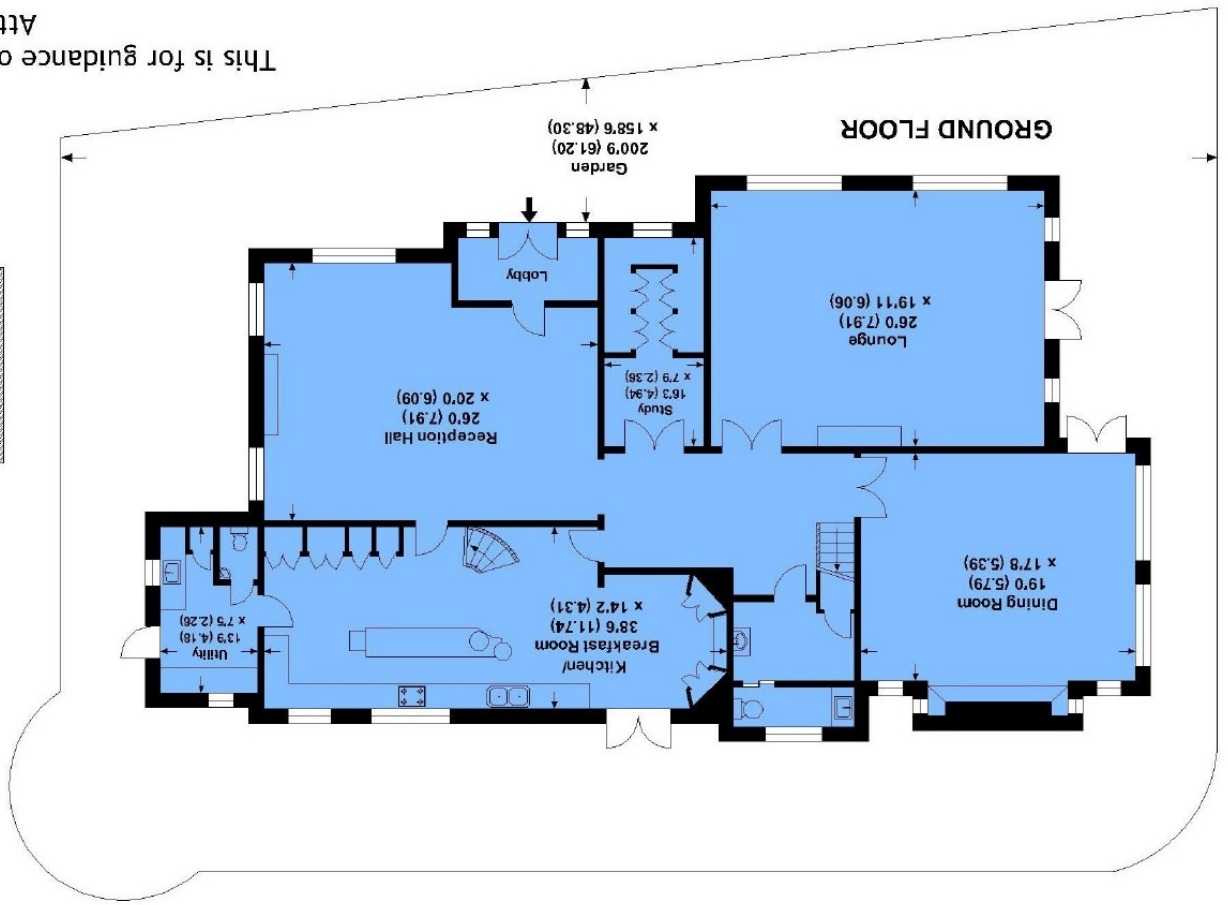 Kitchen/
Breakfast Room
38'6 (11.74)
x 14'2 (4.31)
Utility
13'9 (4.18)
x 7'5 (2.26)
Dining Room
19'0 (5.79)
x 17'8 (5.39)
Reception Hall
26'0 (7.91)
x 20'0 (6.09)
Study
16'3 (4.94)
x 7'9 (2.36)
Lounge
26'0 (7.91)
x 19'11 (6.06)
Lobby
Garden
200'9 (61.20)
x 158'6 (48.30)
GROUND FLOOR
This is for guidance o
Att